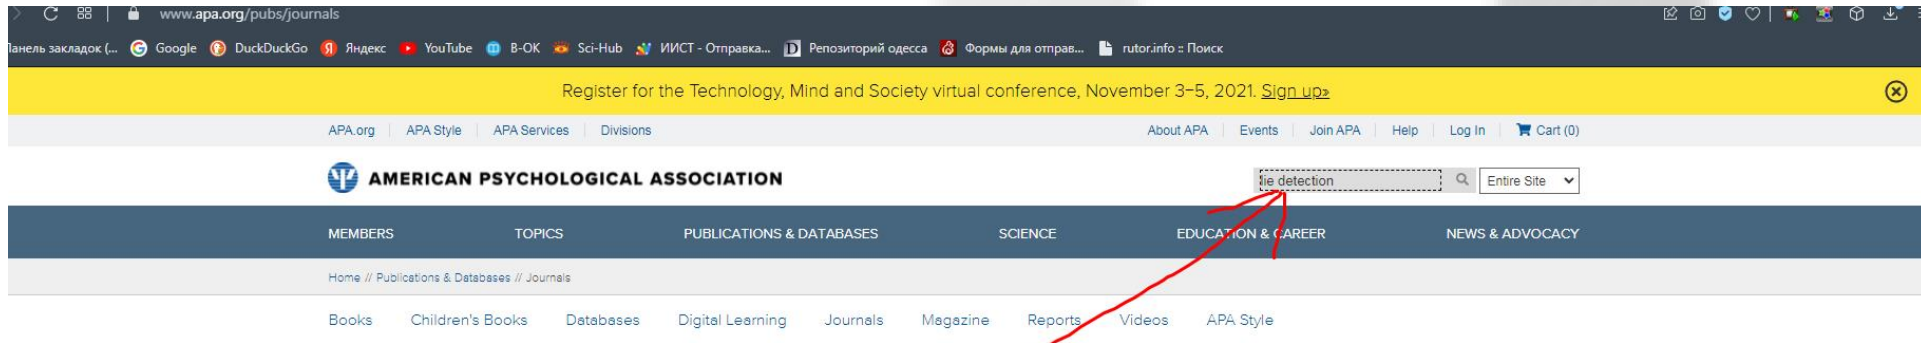 www.apa.org/pubs/journals
Панель закладок (... Google DuckDuckGo Яндекс YouTube B-OK Sci-Hub ИИСТ - Отправка... Репозиторий одесса Формы для отправ... rutor.info :: Поиск
Register for the Technology, Mind and Society virtual conference, November 3–5, 2021. Sign up»
APA.org APA Style APA Services Divisions About APA Events Join APA Help Log In Cart (0)
AMERICAN PSYCHOLOGICAL ASSOCIATION lie detection Entire Site
MEMBERS TOPICS PUBLICATIONS & DATABASES SCIENCE EDUCATION & CAREER NEWS & ADVOCACY
Home // Publications & Databases // Journals
Books Children's Books Databases Digital Learning Journals Magazine Reports Videos APA Style